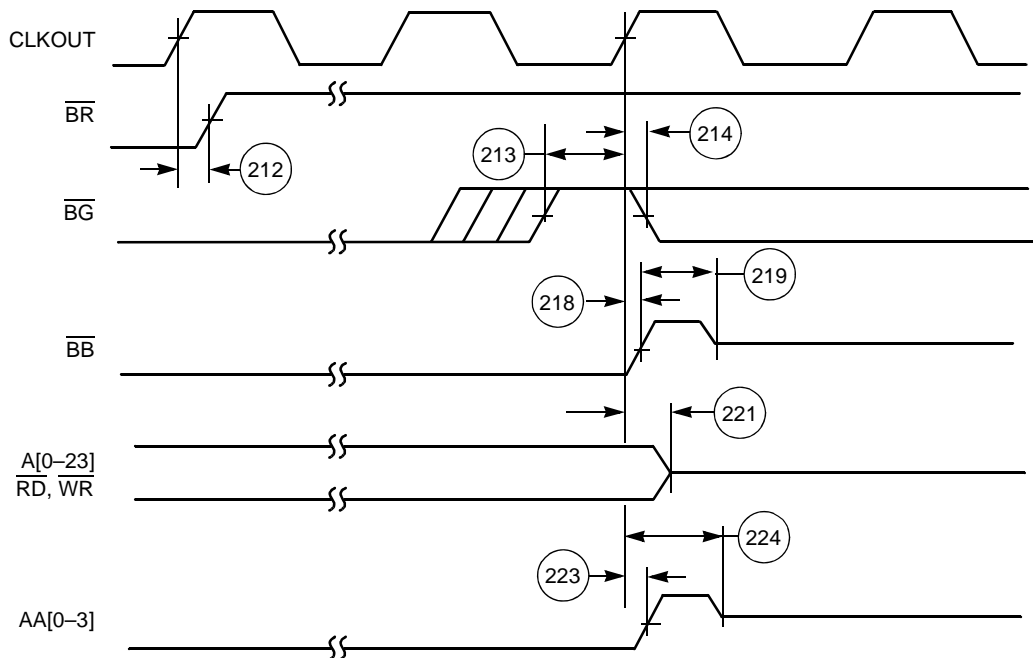 CLKOUT
BR
212
213
214
BG
218
219
BB
221
A[0–23]
RD, WR
224
223
AA[0–3]